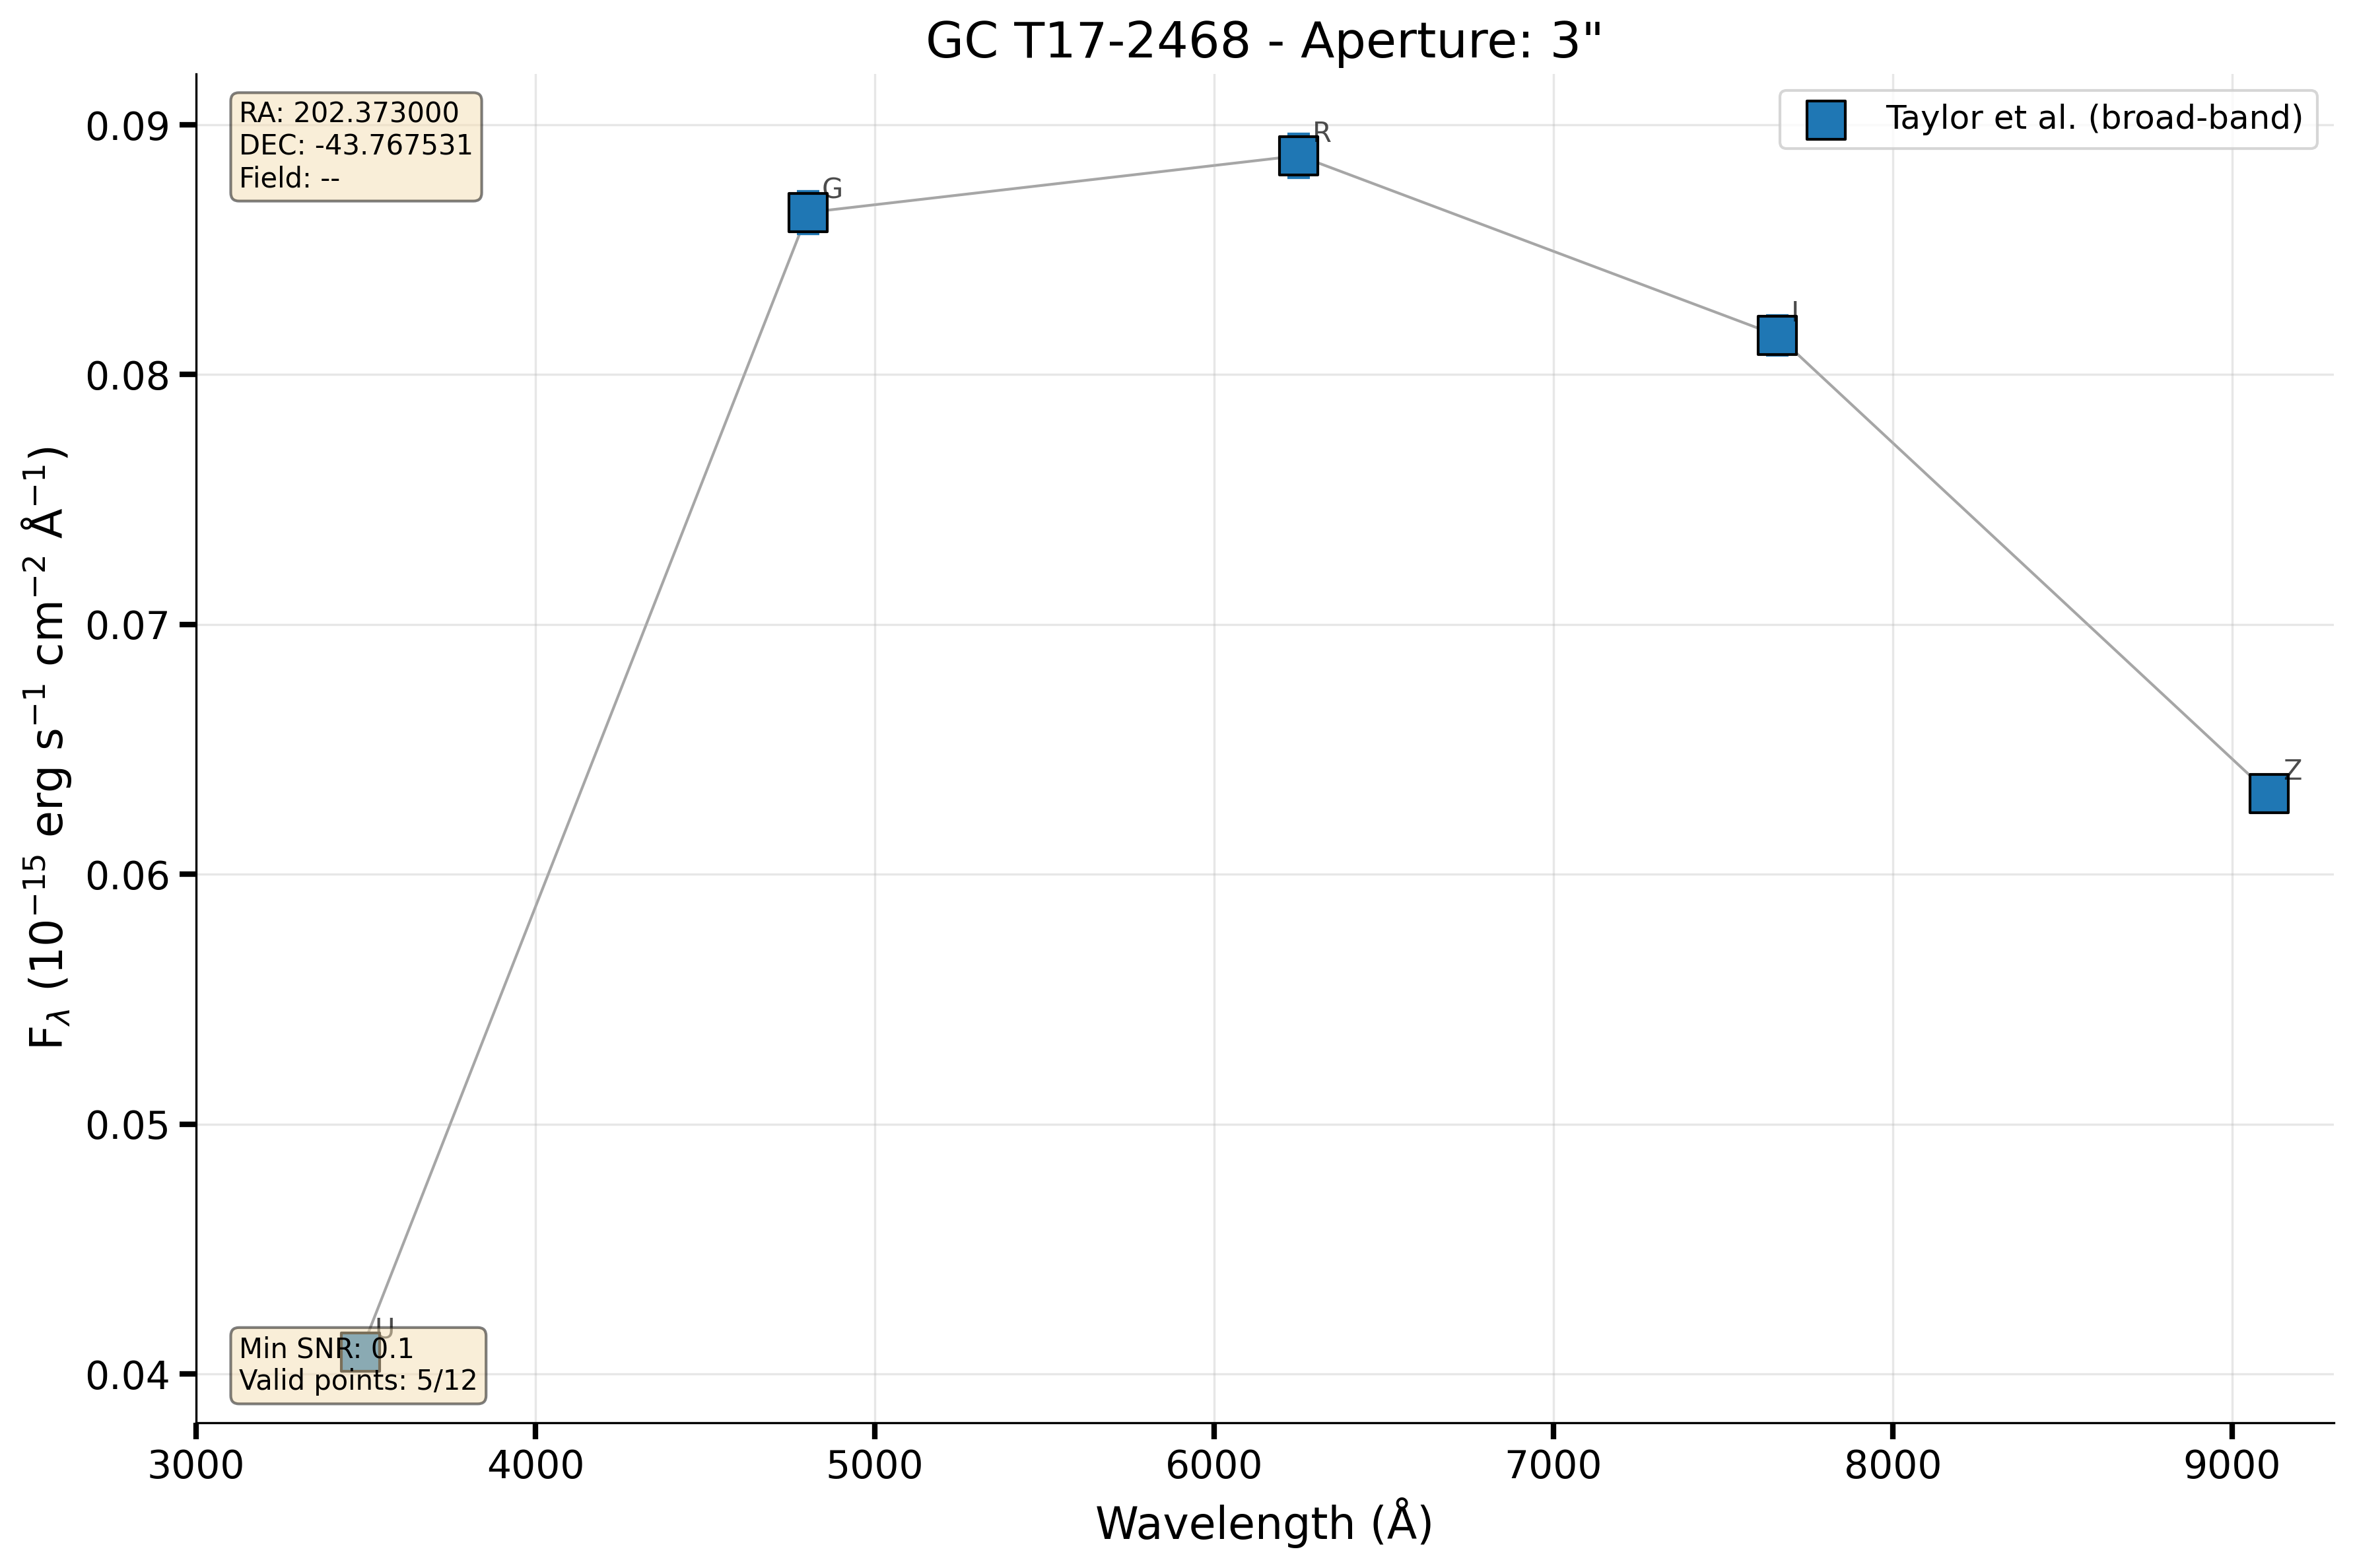 GC T17-2468 - Aperture: 3"
RA: 202.373000
DEC: -43.767531
Field: --
Taylor et al. (broad-band)
0.09
0.08
0.07
0.06
0.05
0.04
F_λ (10⁻¹⁵ erg s⁻¹ cm⁻² Å⁻¹)
G
R
I
Z
U
Min SNR: 0.1
Valid points: 5/12
3000 4000 5000 6000 7000 8000 9000
Wavelength (Å)